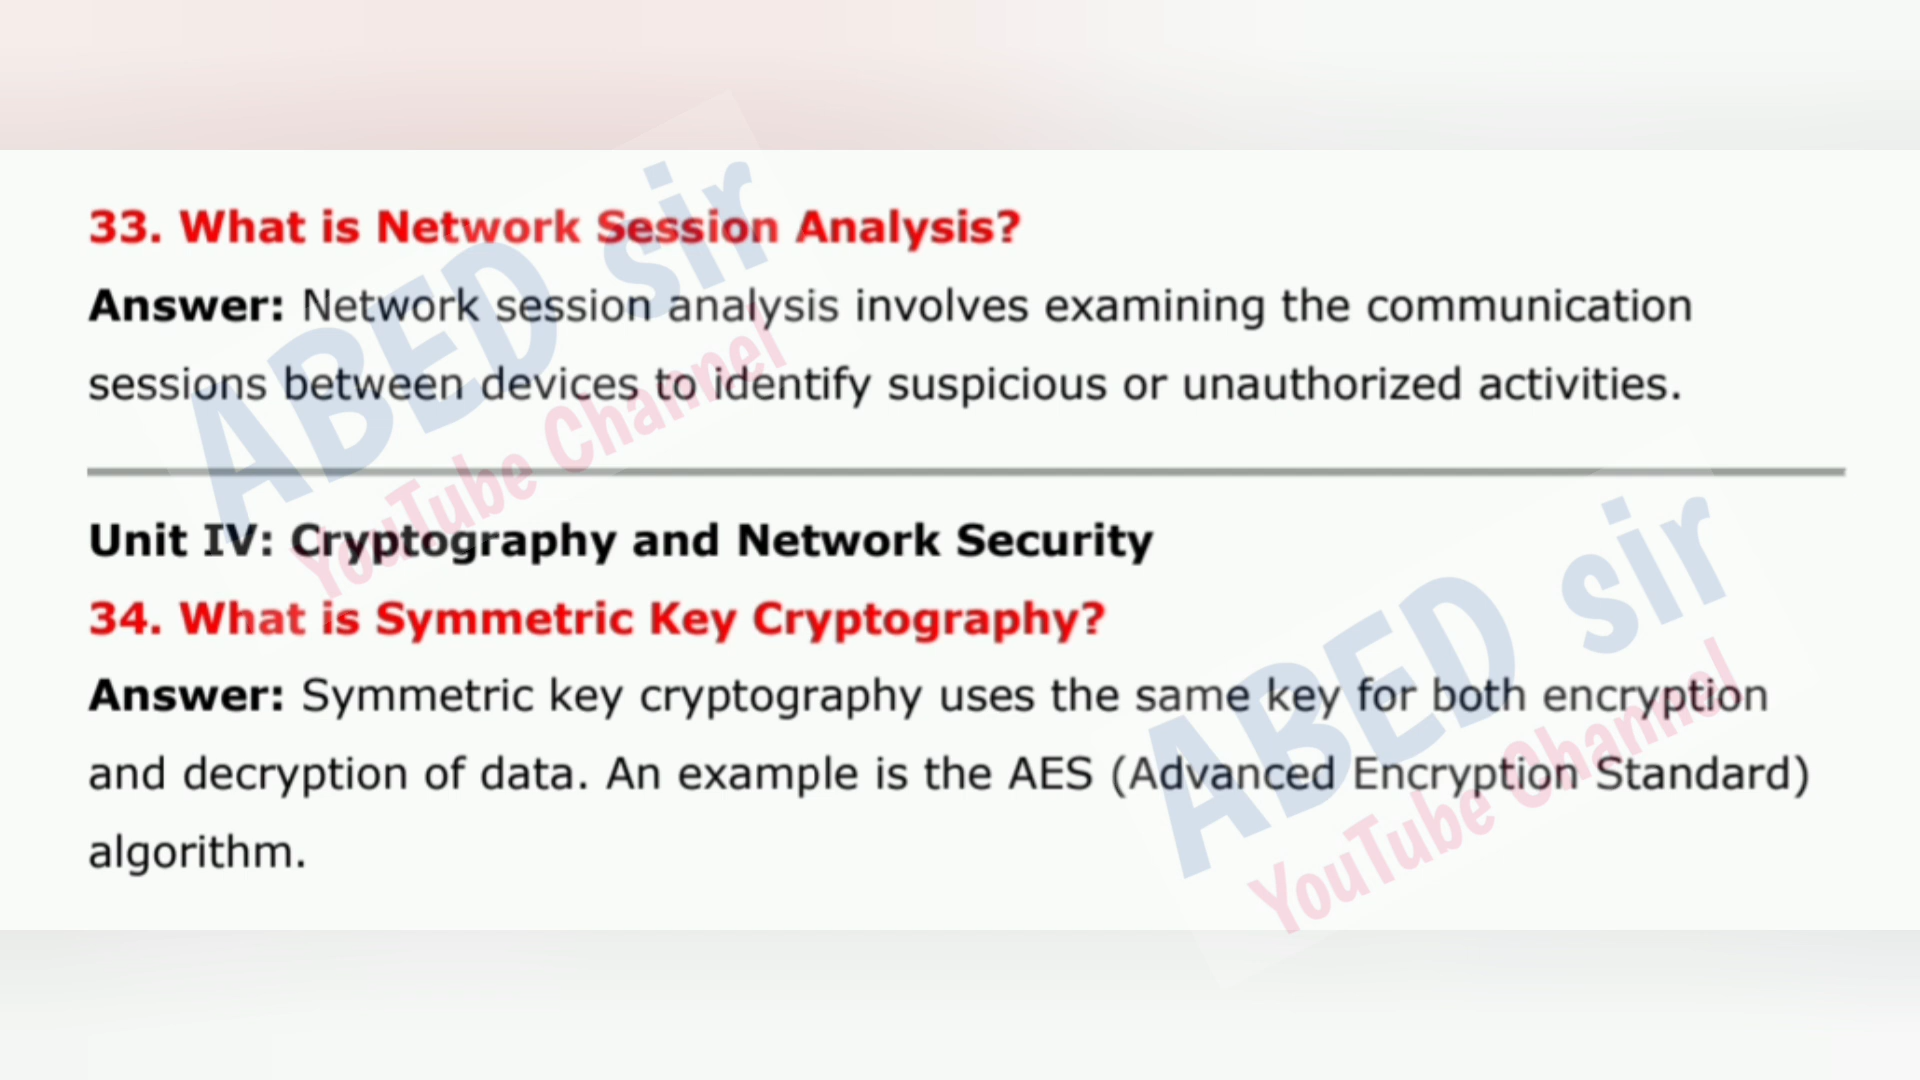 33. What is Network Session Analysis?
Answer: Network session analysis involves examining the communication
sessions between devices to identify suspicious or unauthorized activities.
Unit IV: Cryptography and Network Security
34. What is Symmetric Key Cryptography?
Answer: Symmetric key cryptography uses the same key for both encryption
and decryption of data. An example is the AES (Advanced Encryption Standard)
algorithm.
ABED sir
YouTube Channel
ABED sir
YouTube Channel